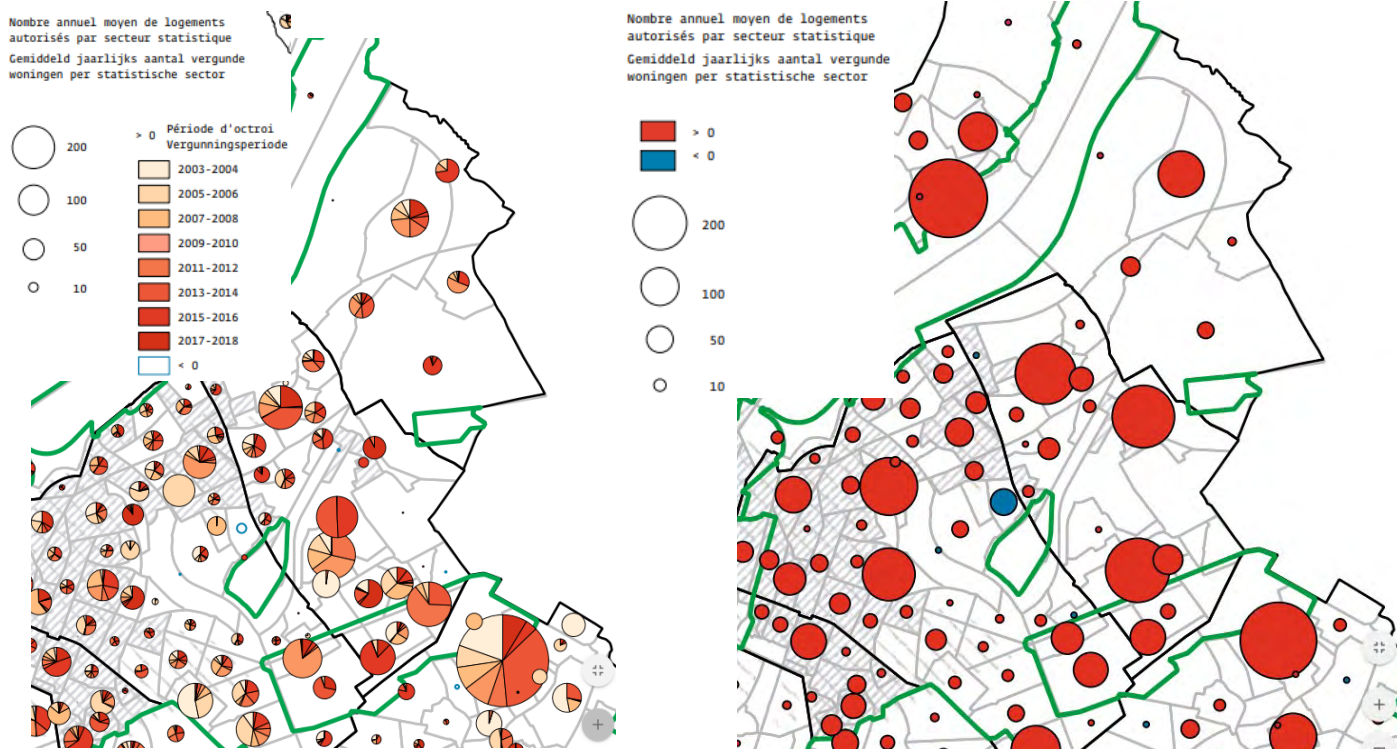 Nombre annuel moyen de logements
autorisés par secteur statistique
Gemiddeld jaarlijks aantal vergunde
woningen per statistische sector
200
100
50
10
> 0 Période d'octroi
Vergunningsperiode
2003-2004
2005-2006
2007-2008
2009-2010
2011-2012
2013-2014
2015-2016
2017-2018
< 0
Nombre annuel moyen de logements
autorisés par secteur statistique
Gemiddeld jaarlijks aantal vergunde
woningen per statistische sector
> 0
< 0
200
100
50
10